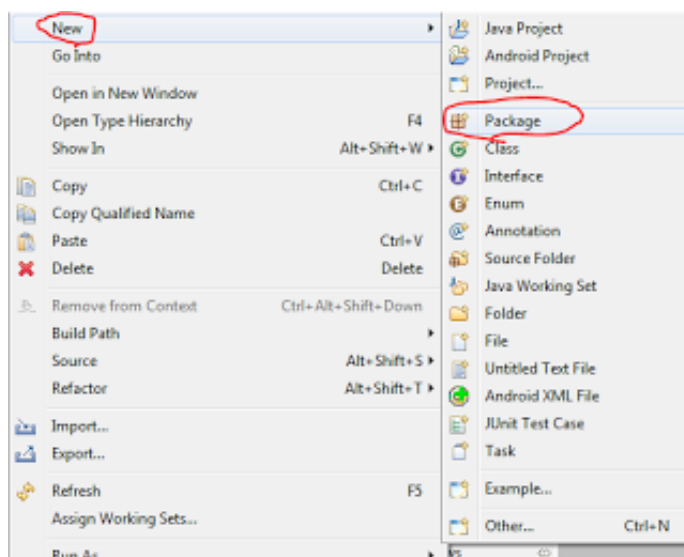 New
Go Into
Open in New Window
Open Type Hierarchy F4
Show In Alt+Shift+W
Copy Ctrl+C
Copy Qualified Name
Paste Ctrl+V
Delete Delete
Remove from Context Ctrl+Alt+Shift+Down
Build Path
Source Alt+Shift+S
Refactor Alt+Shift+T
Import...
Export...
Refresh F5
Assign Working Sets...
Run As
Java Project
Android Project
Project...
Package
Class
Interface
Enum
Annotation
Source Folder
Java Working Set
Folder
File
Untitled Text File
Android XML File
JUnit Test Case
Task
Example...
Other... Ctrl+N